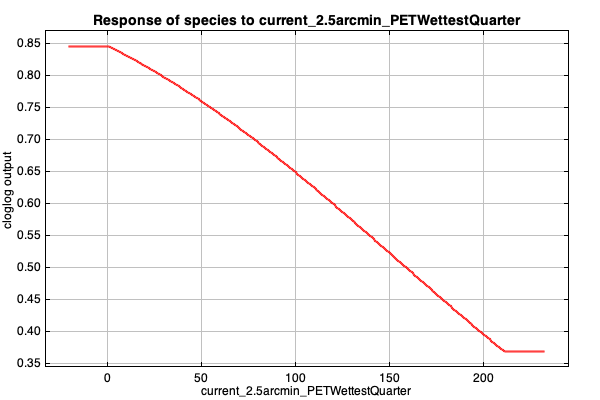 Response of species to current_2.5arcmin_PETWettestQuarter
0.85
0.80
0.75
0.70
0.65
0.60
0.55
0.50
0.45
0.40
0.35
cloglog output
0 50 100 150 200
current_2.5arcmin_PETWettestQuarter